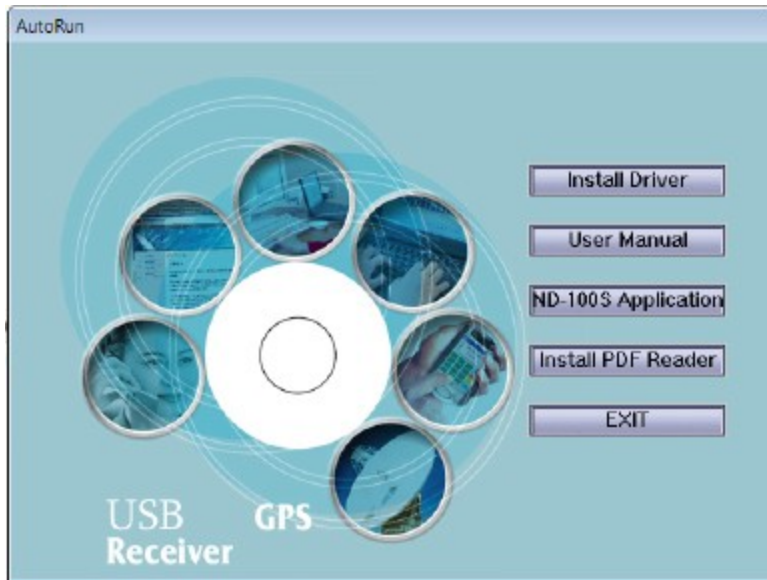 AutoRun
Install Driver
User Manual
ND-100S Application
Install PDF Reader
EXIT
USB GPS
Receiver